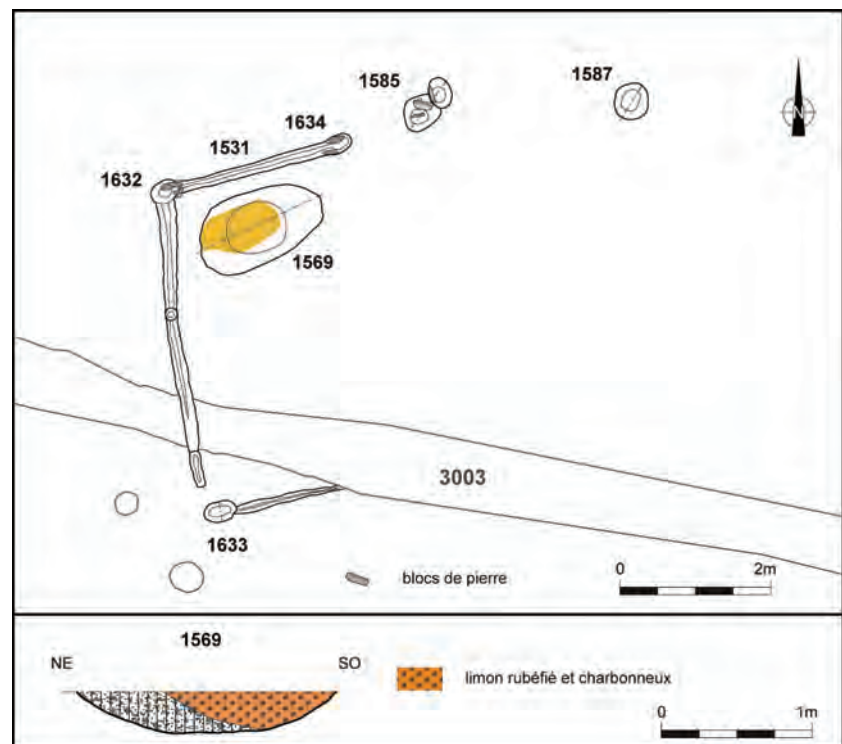 1585
1587
1634
1531
1632
N
1569
3003
1633
blocs de pierre
0 2m
1569
NE SO
limon rubéfié et charbonneux
0 1m